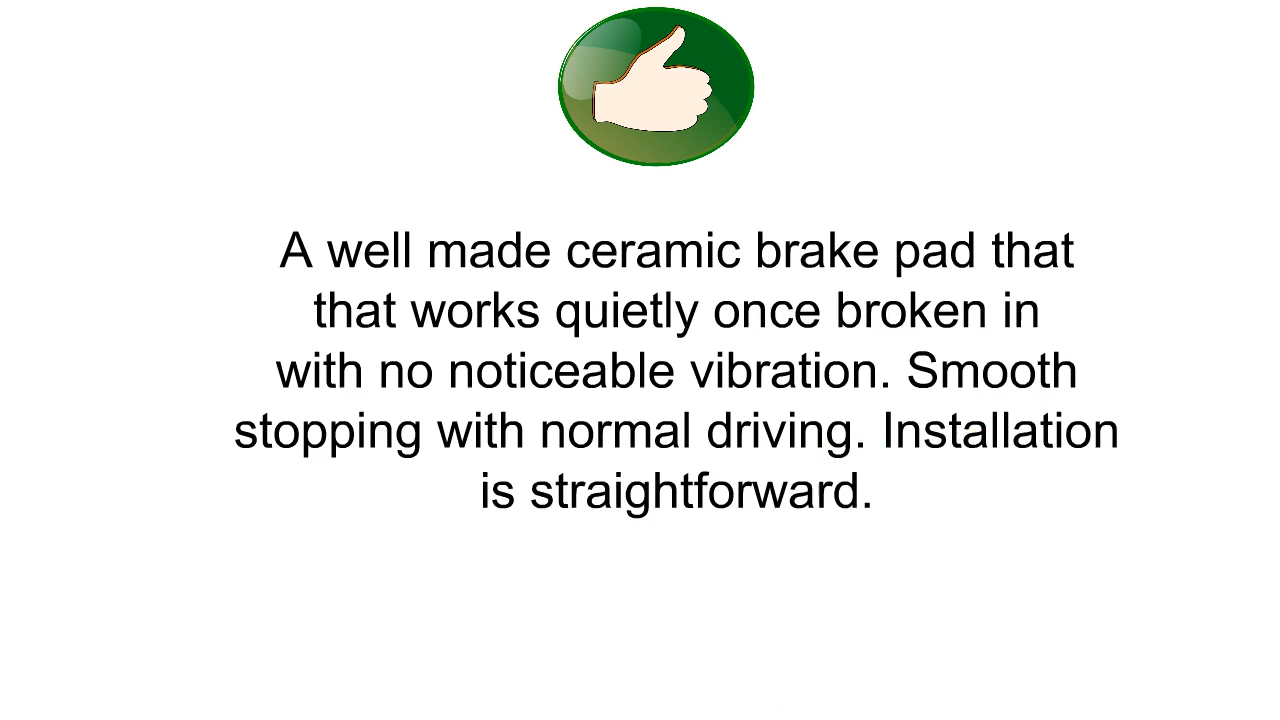 A well made ceramic brake pad that
that works quietly once broken in
with no noticeable vibration. Smooth
stopping with normal driving. Installation
is straightforward.